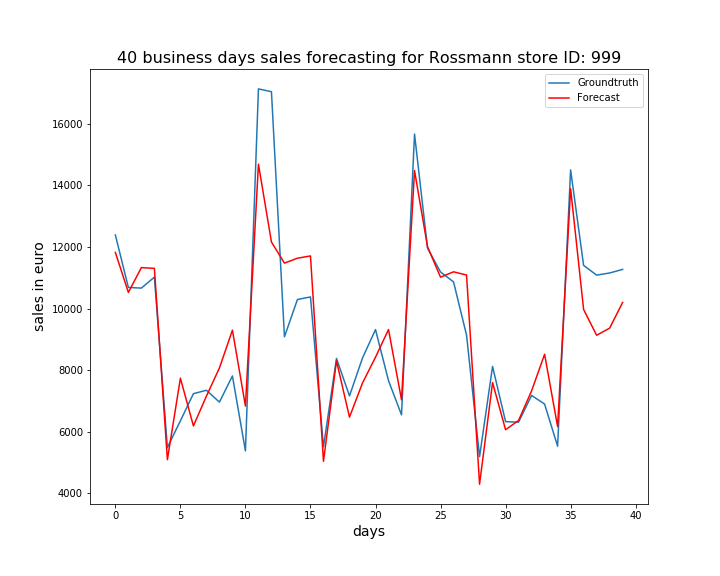 40 business days sales forecasting for Rossmann store ID: 999
Groundtruth
Forecast
sales in euro
16000
14000
12000
10000
8000
6000
4000
0 5 10 15 20 25 30 35 40
days